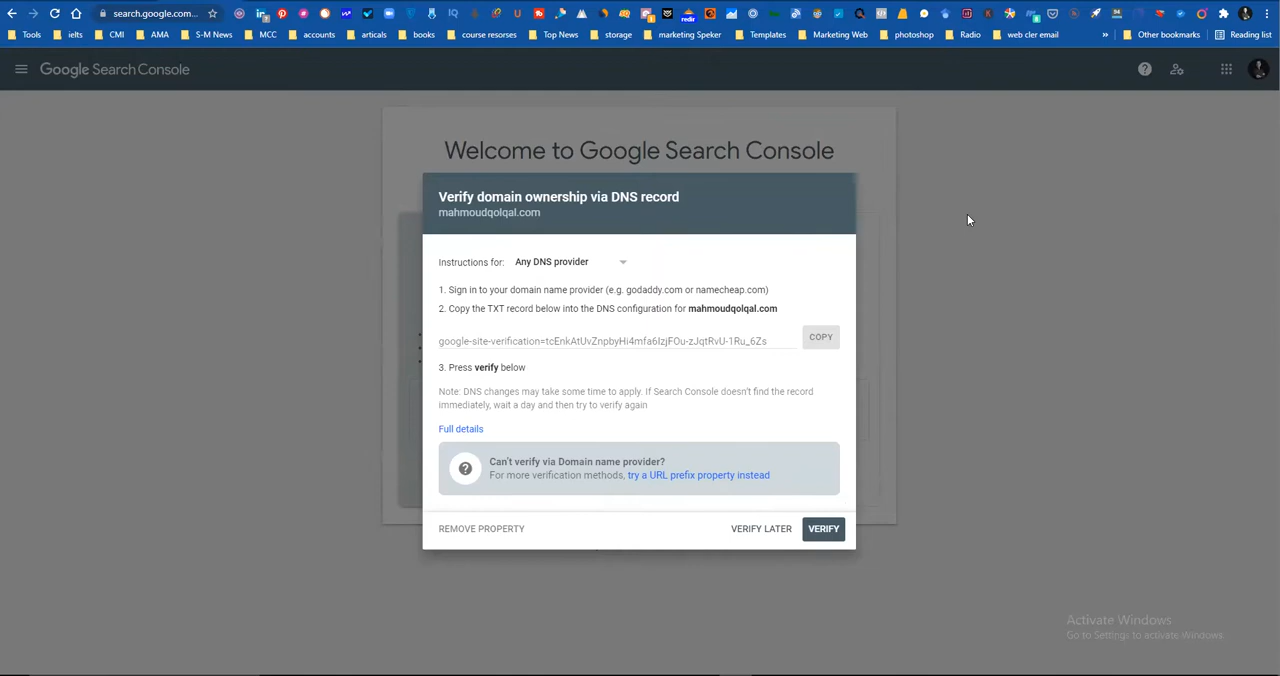 search.google.com...
Tools ielts CMI AMA S-M News MCC accounts articals books course resorses Top News storage marketing Speker Templates Marketing Web photoshop Radio web cler email » Other bookmarks Reading list
Google Search Console
Welcome to Google Search Console
Verify domain ownership via DNS record
mahmoudqolqal.com
Instructions for: Any DNS provider
1. Sign in to your domain name provider (e.g. godaddy.com or namecheap.com)
2. Copy the TXT record below into the DNS configuration for mahmoudqolqal.com
google-site-verification=tcEnkAtUvZnpbyHi4mfa6IzjFOu-zJqtRvU-1Ru_6Zs COPY
3. Press verify below
Note: DNS changes may take some time to apply. If Search Console doesn't find the record
immediately, wait a day and then try to verify again
Full details
Can't verify via Domain name provider?
For more verification methods, try a URL prefix property instead
REMOVE PROPERTY VERIFY LATER VERIFY
Activate Windows
Go to Settings to activate Windows.